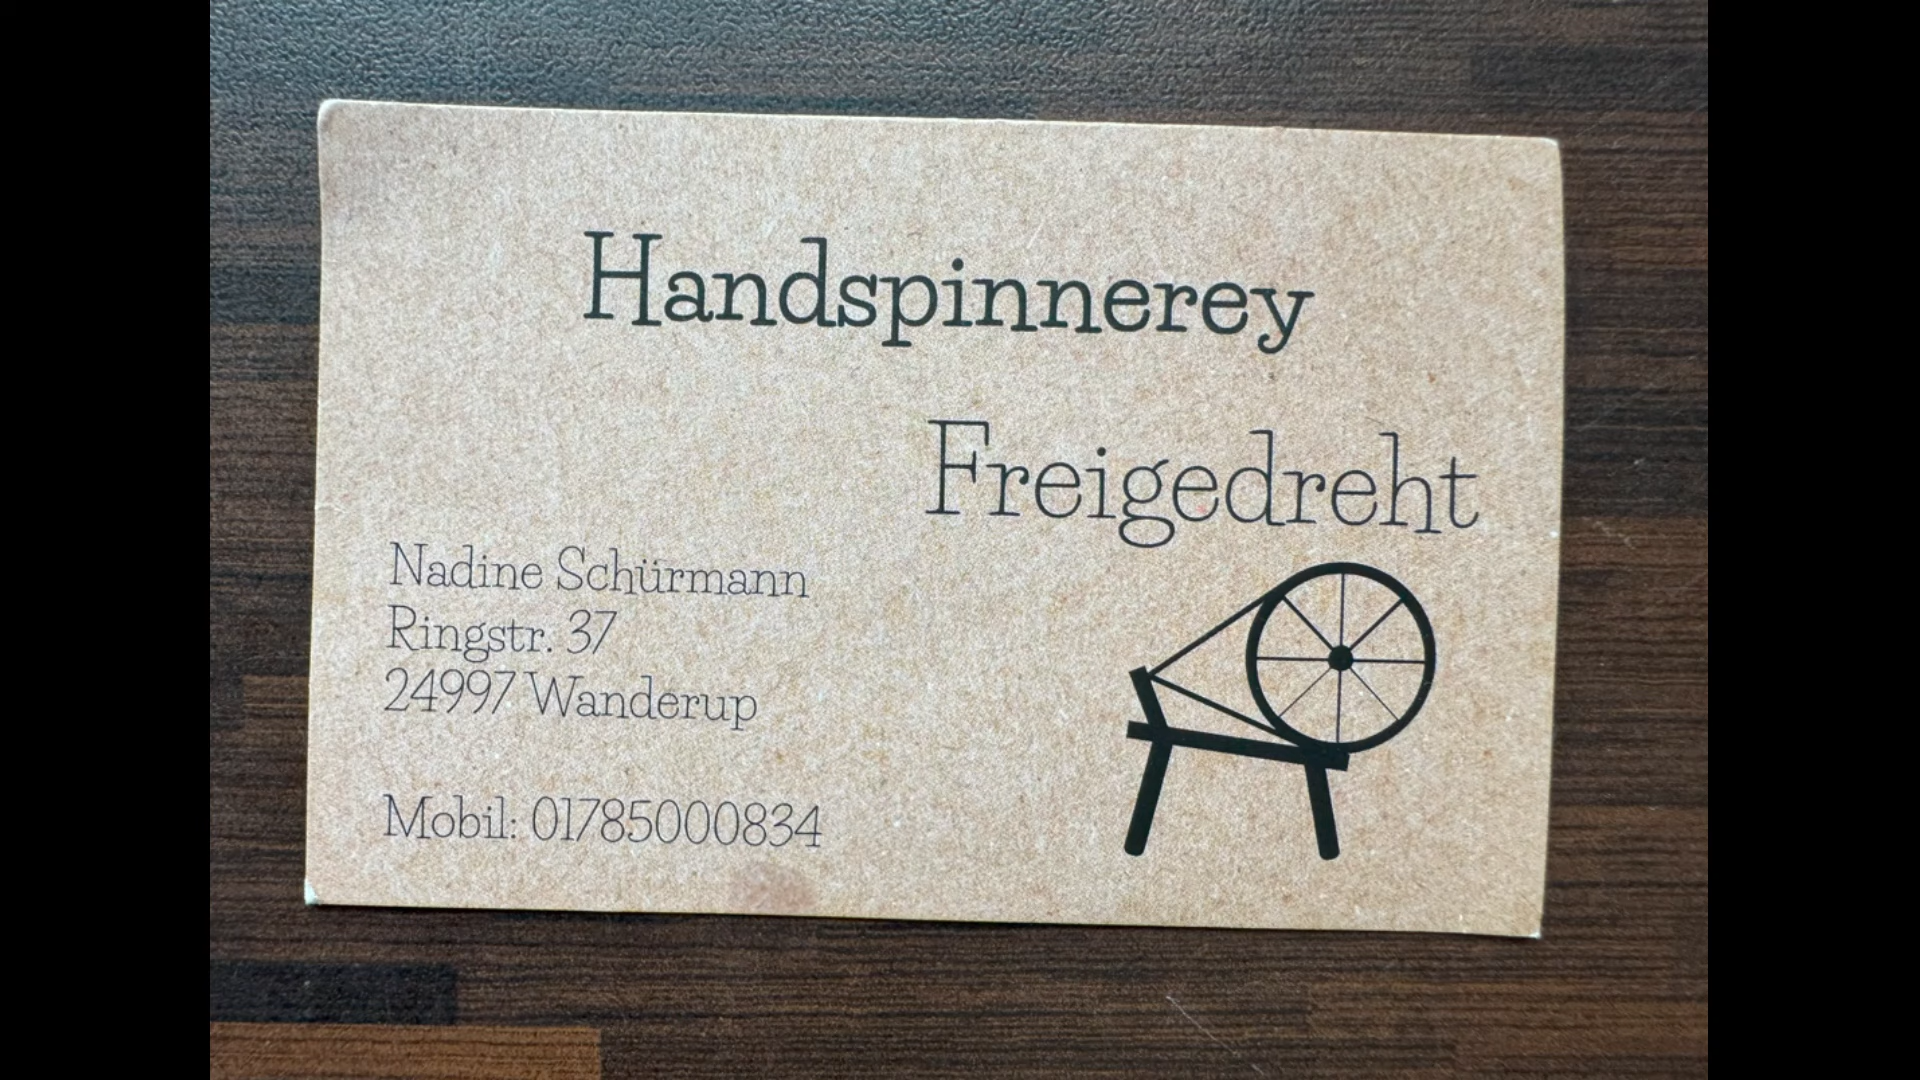 Handspinnerey
Freigedreht
Nadine Schürmann
Ringstr. 37
24997 Wanderup
Mobil: 01785000834